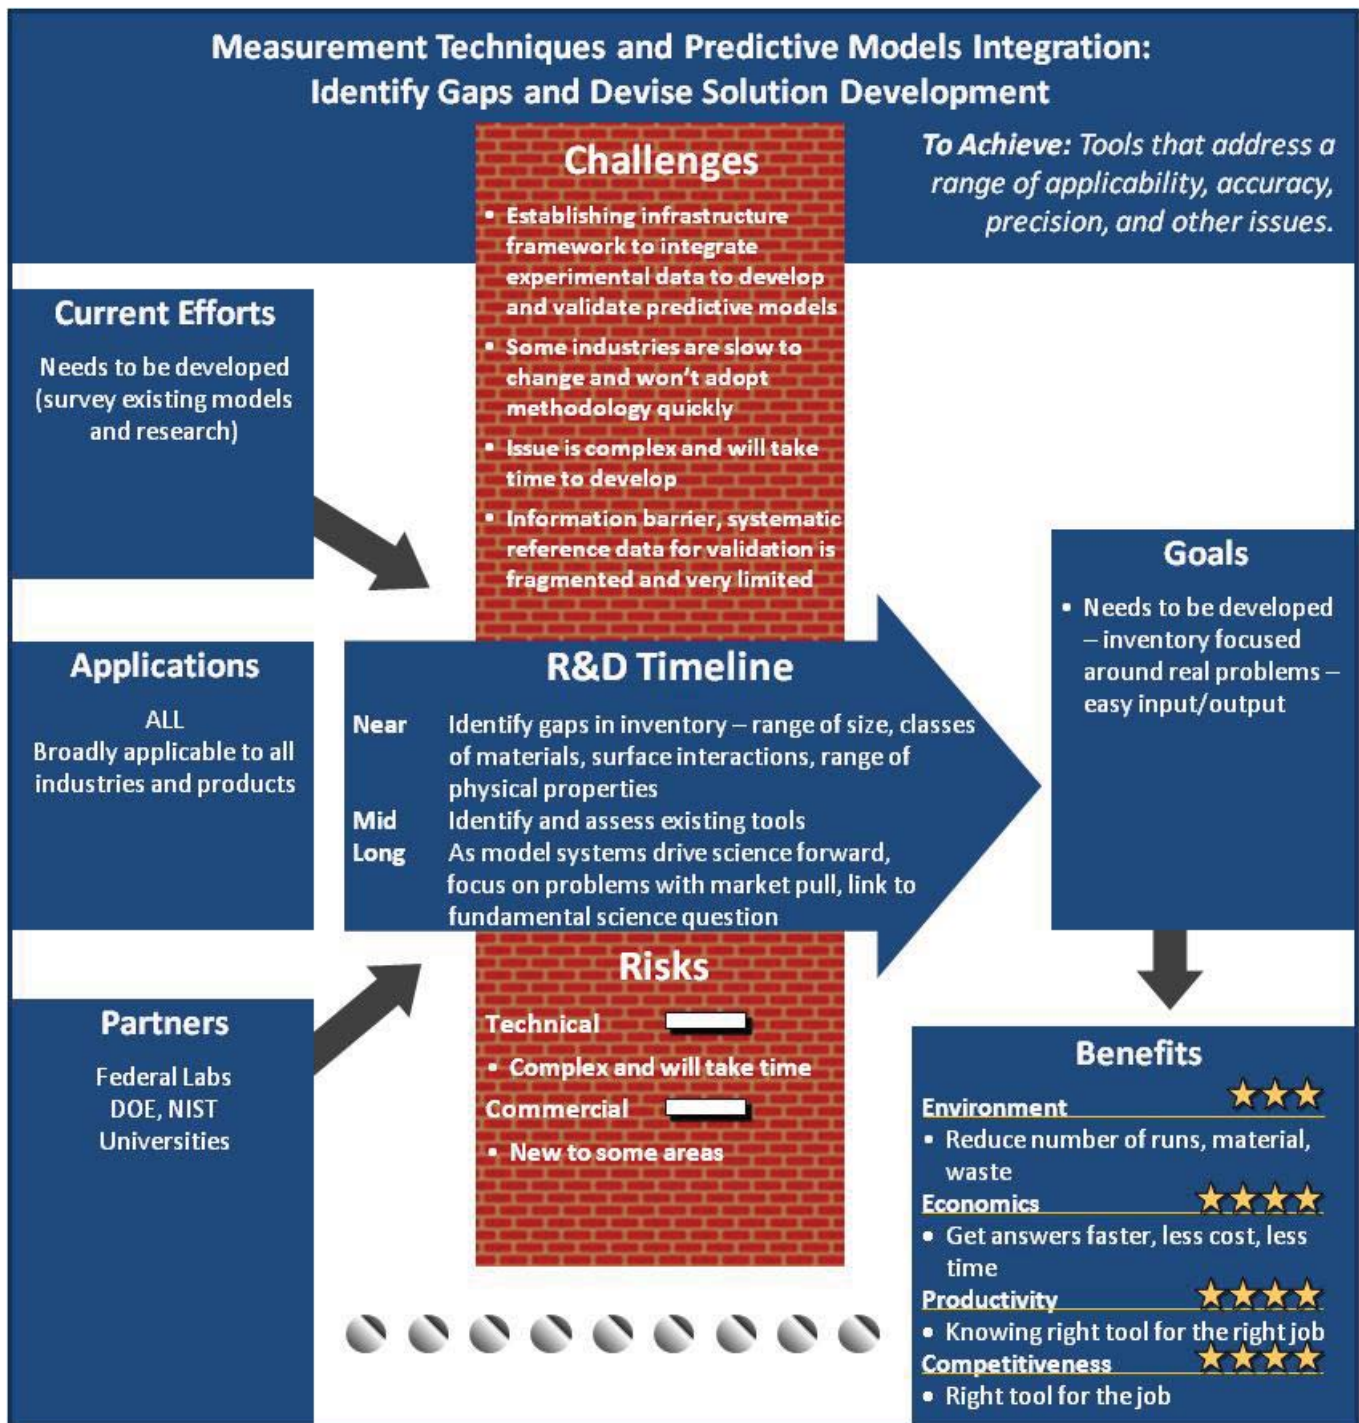 Measurement Techniques and Predictive Models Integration:
Identify Gaps and Devise Solution Development
To Achieve: Tools that address a
range of applicability, accuracy,
precision, and other issues.
Challenges
• Establishing infrastructure
framework to integrate
experimental data to develop
and validate predictive models
• Some industries are slow to
change and won't adopt
methodology quickly
• Issue is complex and will take
time to develop
• Information barrier, systematic
reference data for validation is
fragmented and very limited
Current Efforts
Needs to be developed
(survey existing models
and research)
Applications
ALL
Broadly applicable to all
industries and products
Partners
Federal Labs
DOE, NIST
Universities
R&D Timeline
Near Identify gaps in inventory – range of size, classes
of materials, surface interactions, range of
physical properties
Mid Identify and assess existing tools
Long As model systems drive science forward,
focus on problems with market pull, link to
fundamental science question
Risks
Technical
• Complex and will take time
Commercial
• New to some areas
Goals
• Needs to be developed
– inventory focused
around real problems –
easy input/output
Benefits
Environment
• Reduce number of runs, material,
waste
Economics
• Get answers faster, less cost, less
time
Productivity
• Knowing right tool for the right job
Competitiveness
• Right tool for the job